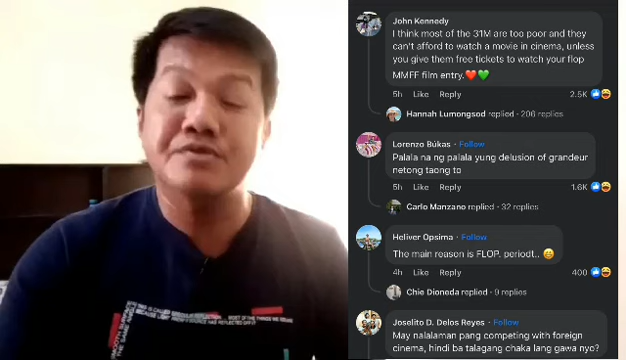 John Kennedy
I think most of the 31M are too poor and they
can't afford to watch a movie in cinema, unless
you give them free tickets to watch your flop
MMFF film entry.❤️💚
5h Like Reply 2.5K
Hannah Lumongsod replied · 206 replies
Lorenzo Búkas · Follow
Palala na ng palala yung delusion of grandeur
netong taong to
5h Like Reply 1.6K
Carlo Manzano replied · 32 replies
Heliver Opsima · Follow
The main reason is FLOP. periodt.. 😊
4h Like Reply 400
Chie Dioneda replied · 9 replies
Joselito D. Delos Reyes · Follow
May nalalaman pang competing with foreign
cinema, hindi ba talagang chaka lang gawa nyo?